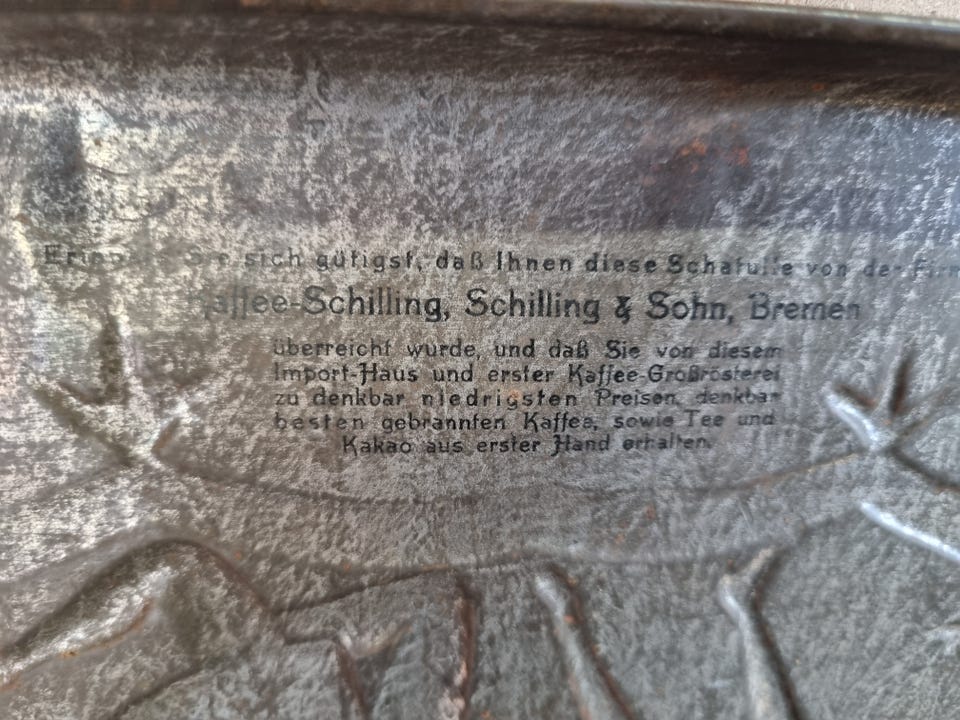 Erinnern Sie sich gütigst, daß Ihnen diese Schatulle von der Firm
Kaffee-Schilling, Schilling & Sohn, Bremen
überreicht wurde, und daß Sie von diesem
Import-Haus und erster Kaffee-Großrösterei
zu denkbar niedrigsten Preisen, denkbar
besten gebrannten Kaffee, sowie Tee und
Kakao aus erster Hand erhalten.